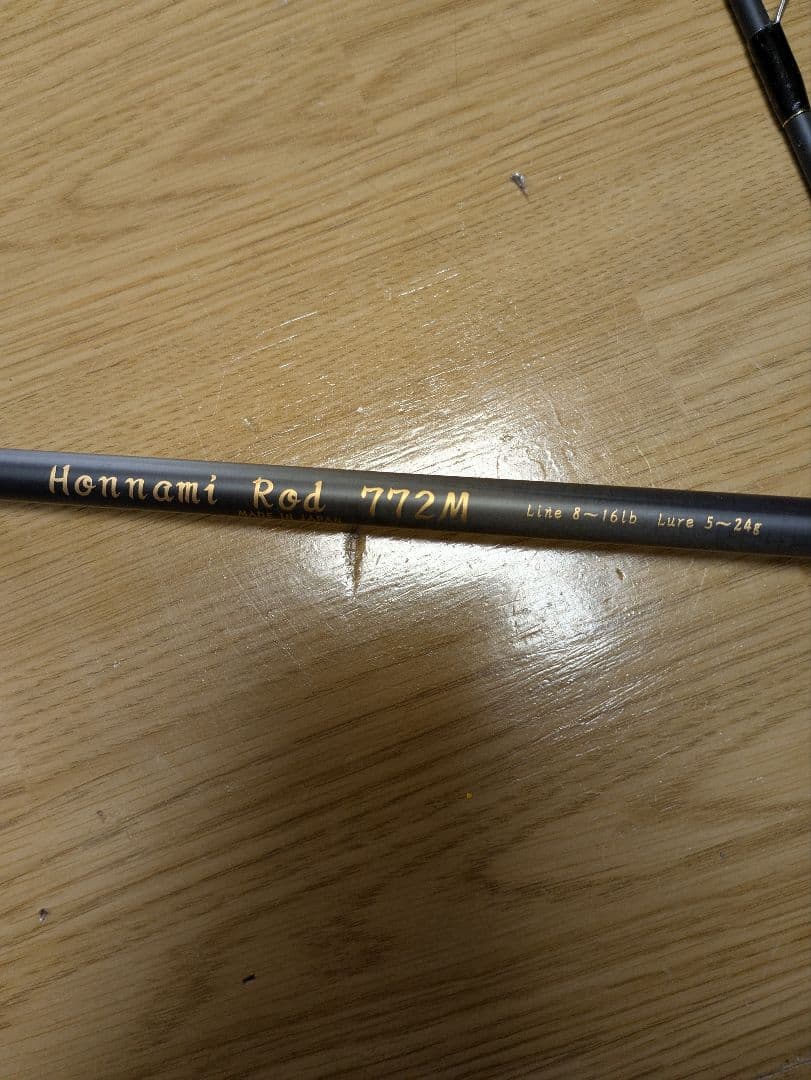 Honnami Rod 772M Line 8～16lb Lure 5～24g
MADE IN JAPAN